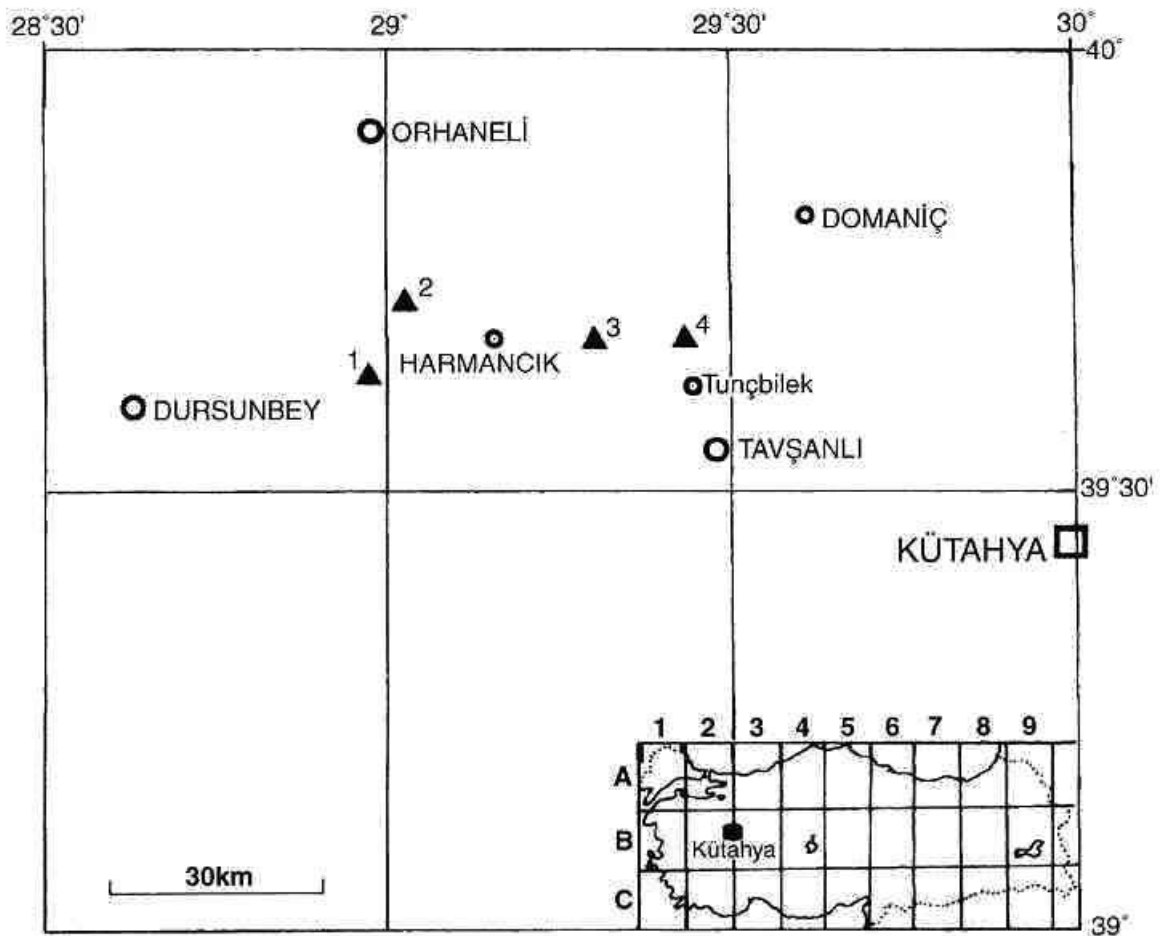 28°30' 29° 29°30' 30°
40°
ORHANELİ
DOMANİÇ
2
3 4
1 HARMANCIK
Tunçbilek
DURSUNBEY
TAVŞANLI
39°30'
KÜTAHYA
1 2 3 4 5 6 7 8 9
A
B
Kütahya
30km
C
39°